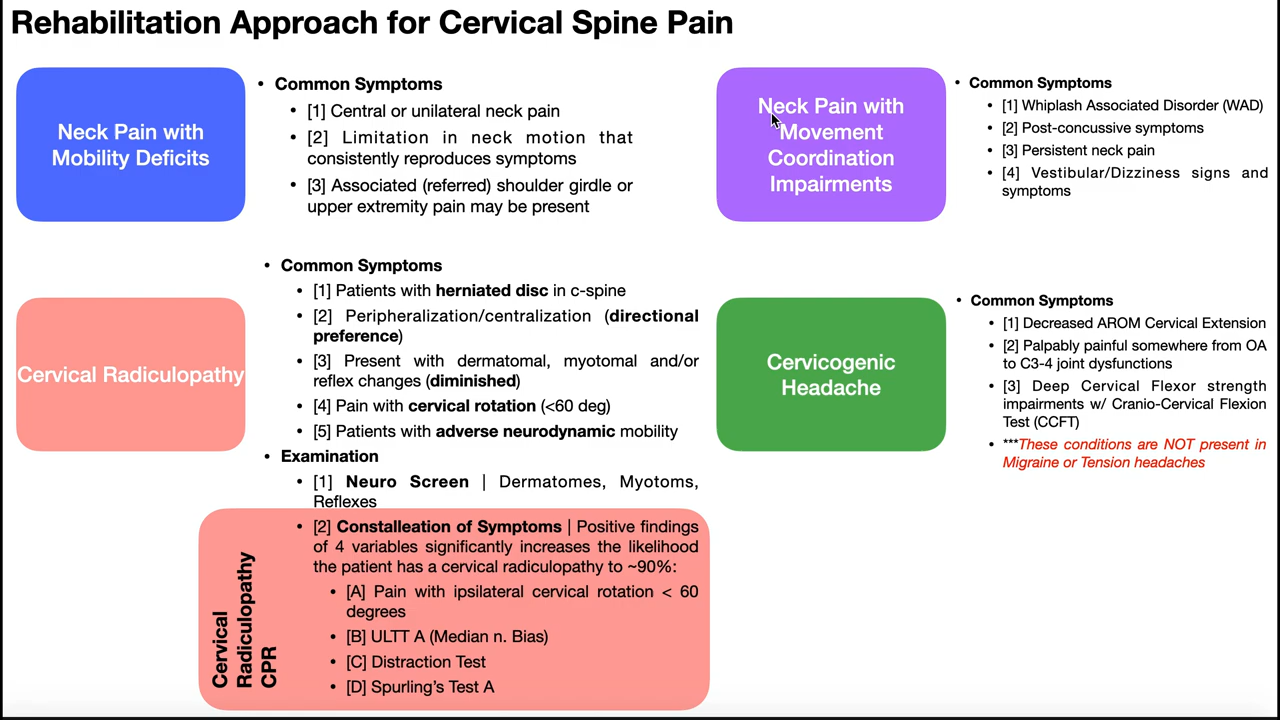 Rehabilitation Approach for Cervical Spine Pain
Neck Pain with
Mobility Deficits
• Common Symptoms
• [1] Central or unilateral neck pain
• [2] Limitation in neck motion that
consistently reproduces symptoms
• [3] Associated (referred) shoulder girdle or
upper extremity pain may be present
Neck Pain with
Movement
Coordination
Impairments
• Common Symptoms
• [1] Whiplash Associated Disorder (WAD)
• [2] Post-concussive symptoms
• [3] Persistent neck pain
• [4] Vestibular/Dizziness signs and
symptoms
Cervical Radiculopathy
• Common Symptoms
• [1] Patients with herniated disc in c-spine
• [2] Peripheralization/centralization (directional
preference)
• [3] Present with dermatomal, myotomal and/or
reflex changes (diminished)
• [4] Pain with cervical rotation (<60 deg)
• [5] Patients with adverse neurodynamic mobility
• Examination
• [1] Neuro Screen | Dermatomes, Myotoms,
Reflexes
• [2] Constalleation of Symptoms | Positive findings
of 4 variables significantly increases the likelihood
the patient has a cervical radiculopathy to ~90%:
• [A] Pain with ipsilateral cervical rotation < 60
degrees
• [B] ULTT A (Median n. Bias)
• [C] Distraction Test
• [D] Spurling's Test A
Cervical
Radiculopathy
CPR
Cervicogenic
Headache
• Common Symptoms
• [1] Decreased AROM Cervical Extension
• [2] Palpably painful somewhere from OA
to C3-4 joint dysfunctions
• [3] Deep Cervical Flexor strength
impairments w/ Cranio-Cervical Flexion
Test (CCFT)
• ***These conditions are NOT present in
Migraine or Tension headaches